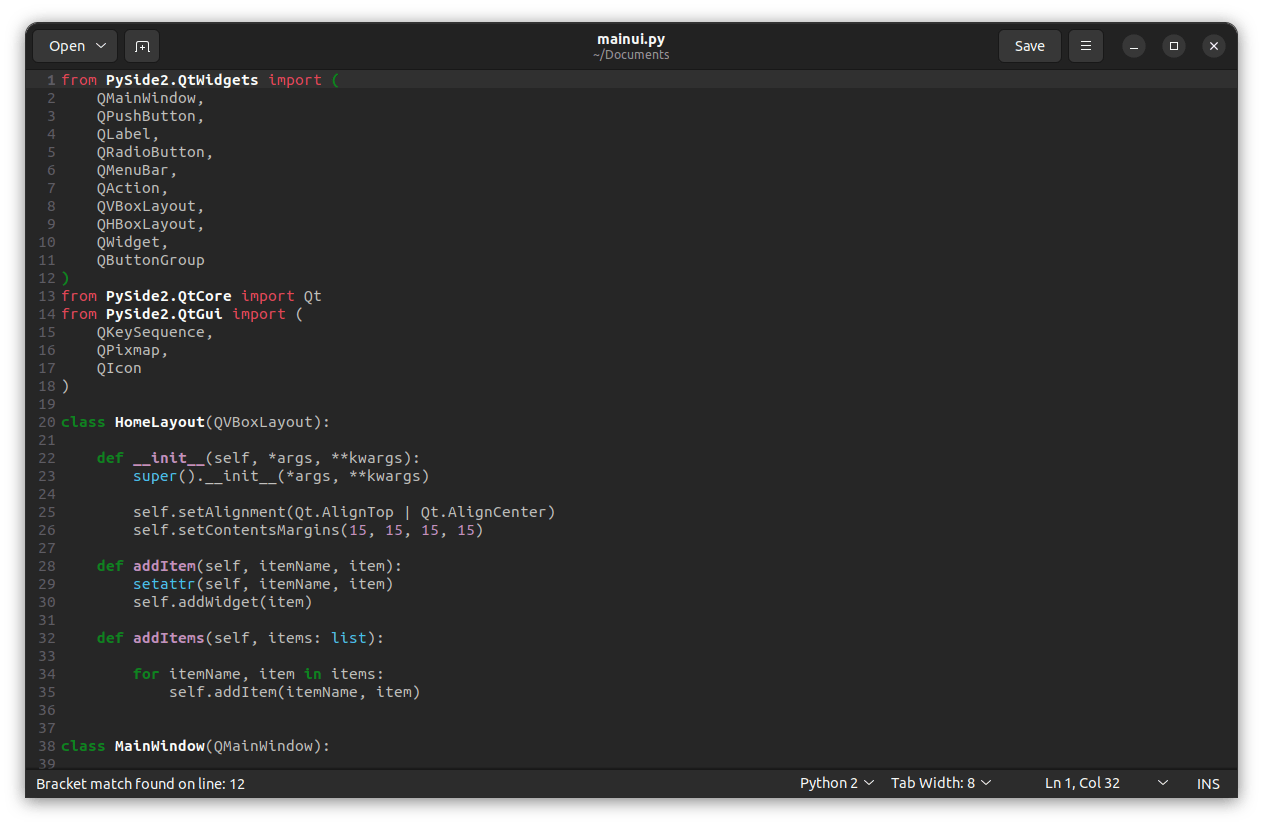 Open
mainui.py
~/Documents
Save
1 from PySide2.QtWidgets import (
2     QMainWindow,
3     QPushButton,
4     QLabel,
5     QRadioButton,
6     QMenuBar,
7     QAction,
8     QVBoxLayout,
9     QHBoxLayout,
10     QWidget,
11     QButtonGroup
12 )
13 from PySide2.QtCore import Qt
14 from PySide2.QtGui import (
15     QKeySequence,
16     QPixmap,
17     QIcon
18 )
19
20 class HomeLayout(QVBoxLayout):
21
22     def __init__(self, *args, **kwargs):
23         super().__init__(*args, **kwargs)
24
25         self.setAlignment(Qt.AlignTop | Qt.AlignCenter)
26         self.setContentsMargins(15, 15, 15, 15)
27
28     def addItem(self, itemName, item):
29         setattr(self, itemName, item)
30         self.addWidget(item)
31
32     def addItems(self, items: list):
33
34         for itemName, item in items:
35             self.addItem(itemName, item)
36
37
38 class MainWindow(QMainWindow):
39
Bracket match found on line: 12 Python 2 Tab Width: 8 Ln 1, Col 32 INS